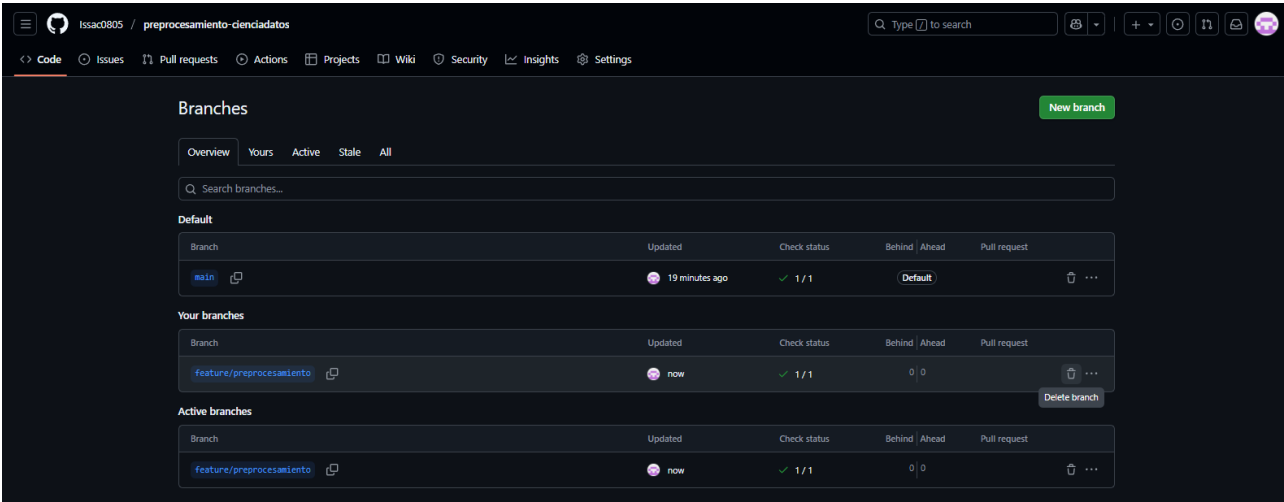 Issac0805 / preprocesamiento-cienciadatos Type / to search
Code Issues Pull requests Actions Projects Wiki Security Insights Settings
Branches New branch
Overview Yours Active Stale All
Search branches...
Default
Branch Updated Check status Behind Ahead Pull request
main 19 minutes ago 1 / 1 Default
Your branches
Branch Updated Check status Behind Ahead Pull request
feature/preprocesamiento now 1 / 1 0 0
Delete branch
Active branches
Branch Updated Check status Behind Ahead Pull request
feature/preprocesamiento now 1 / 1 0 0